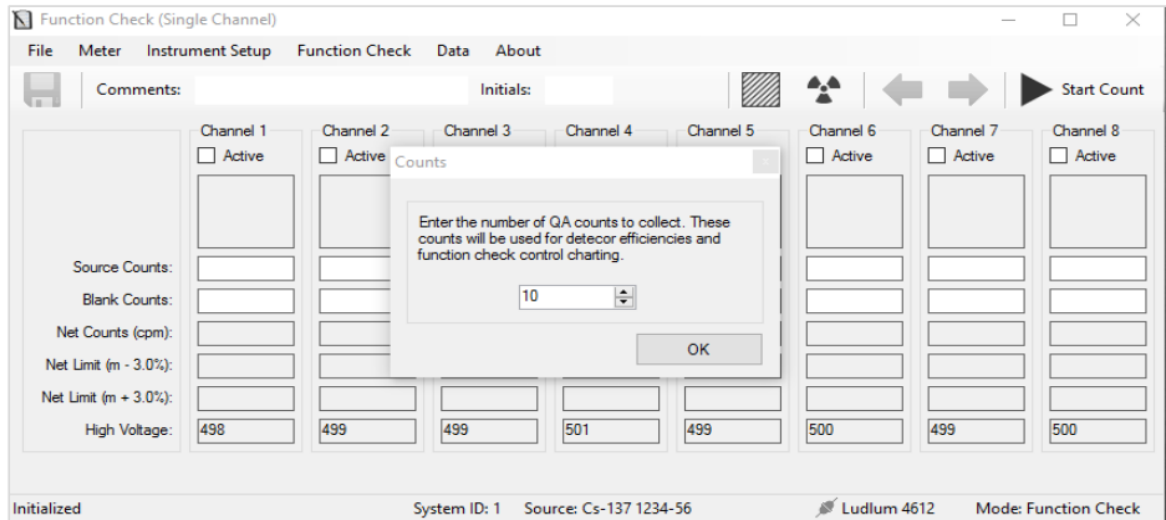 Function Check (Single Channel)
File Meter Instrument Setup Function Check Data About
Comments: Initials: Start Count
Channel 1 Channel 2 Channel 3 Channel 4 Channel 5 Channel 6 Channel 7 Channel 8
Active Active Active Active Active
Counts
Enter the number of QA counts to collect. These
counts will be used for detecor efficiencies and
function check control charting.
10
OK
Source Counts:
Blank Counts:
Net Counts (cpm):
Net Limit (m - 3.0%):
Net Limit (m + 3.0%):
High Voltage: 498 499 499 501 499 500 499 500
Initialized System ID: 1 Source: Cs-137 1234-56 Ludlum 4612 Mode: Function Check